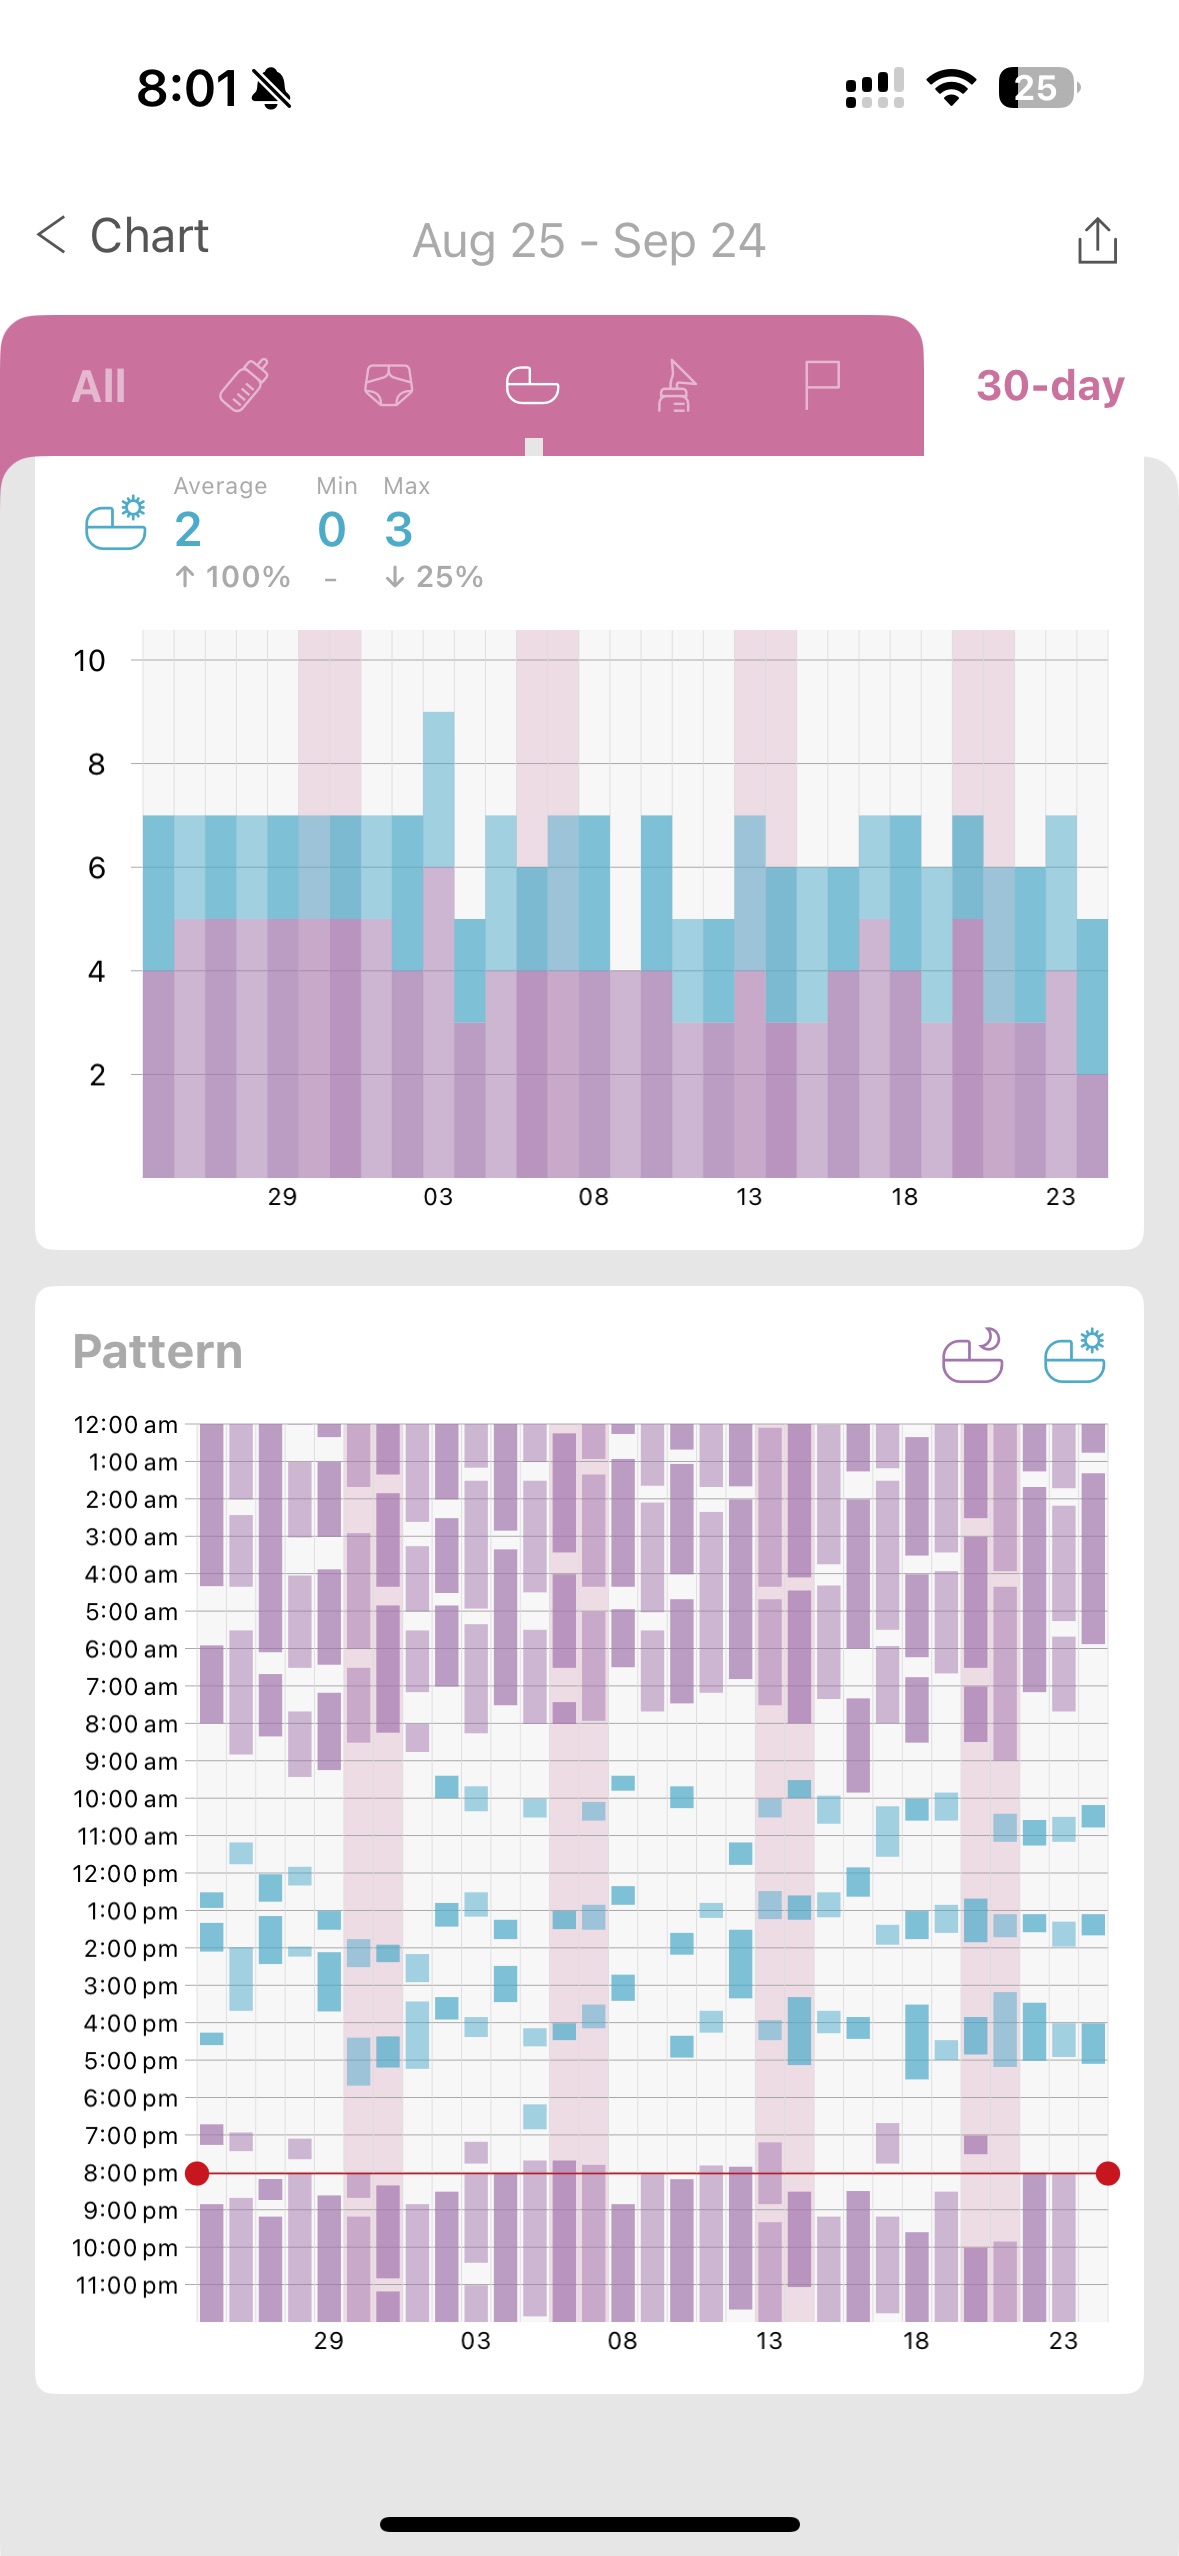 8:01
25
Chart
Aug 25 - Sep 24
All
30-day
Average Min Max
2 0 3
↑ 100% - ↓ 25%
10
8
6
4
2
29 03 08 13 18 23
Pattern
12:00 am
1:00 am
2:00 am
3:00 am
4:00 am
5:00 am
6:00 am
7:00 am
8:00 am
9:00 am
10:00 am
11:00 am
12:00 pm
1:00 pm
2:00 pm
3:00 pm
4:00 pm
5:00 pm
6:00 pm
7:00 pm
8:00 pm
9:00 pm
10:00 pm
11:00 pm
29 03 08 13 18 23